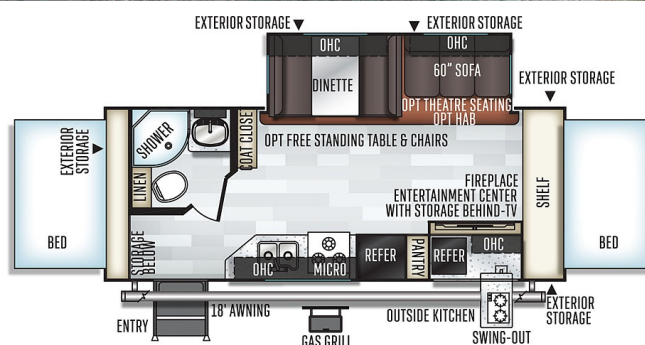 EXTERIOR STORAGE
EXTERIOR STORAGE
OHC
OHC
DINETTE
60" SOFA
EXTERIOR STORAGE
OPT THEATRE SEATING
OPT HAB
EXTERIOR
STORAGE
SHOWER
COAT CLOSE
OPT FREE STANDING TABLE & CHAIRS
LINEN
FIREPLACE
ENTERTAINMENT CENTER
WITH STORAGE BEHIND-TV
SHELF
BED
BED
STORAGE
BELOW
OHC
MICRO
REFER
PANTRY
REFER
OHC
ENTRY
18' AWNING
GAS GRILL
OUTSIDE KITCHEN
SWING-OUT
EXTERIOR
STORAGE